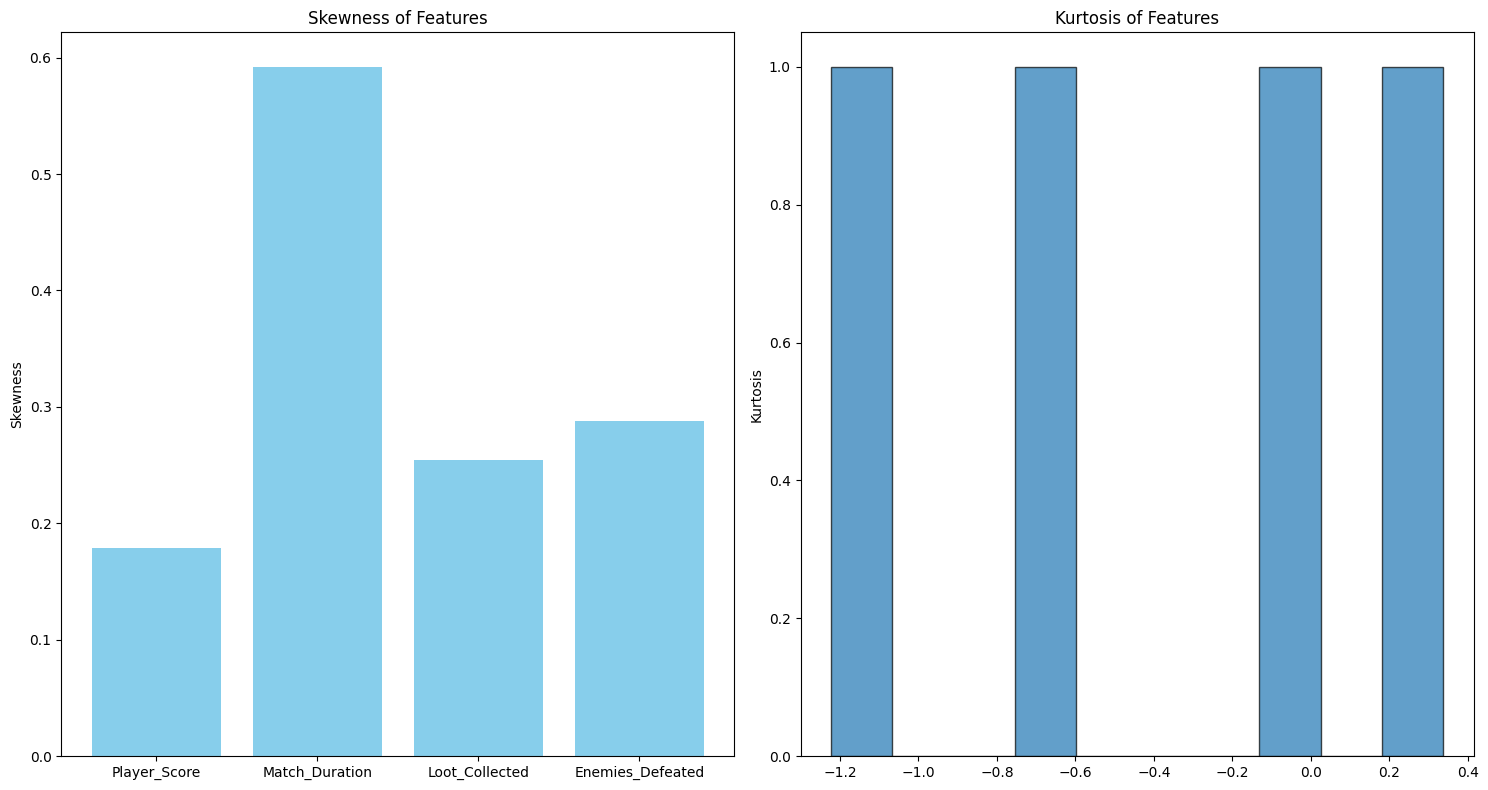 Skewness of Features
0.6
0.5
0.4
0.3
0.2
0.1
0.0
Skewness
Player_Score Match_Duration Loot_Collected Enemies_Defeated
Kurtosis of Features
1.0
0.8
0.6
0.4
0.2
0.0
Kurtosis
−1.2 −1.0 −0.8 −0.6 −0.4 −0.2 0.0 0.2 0.4